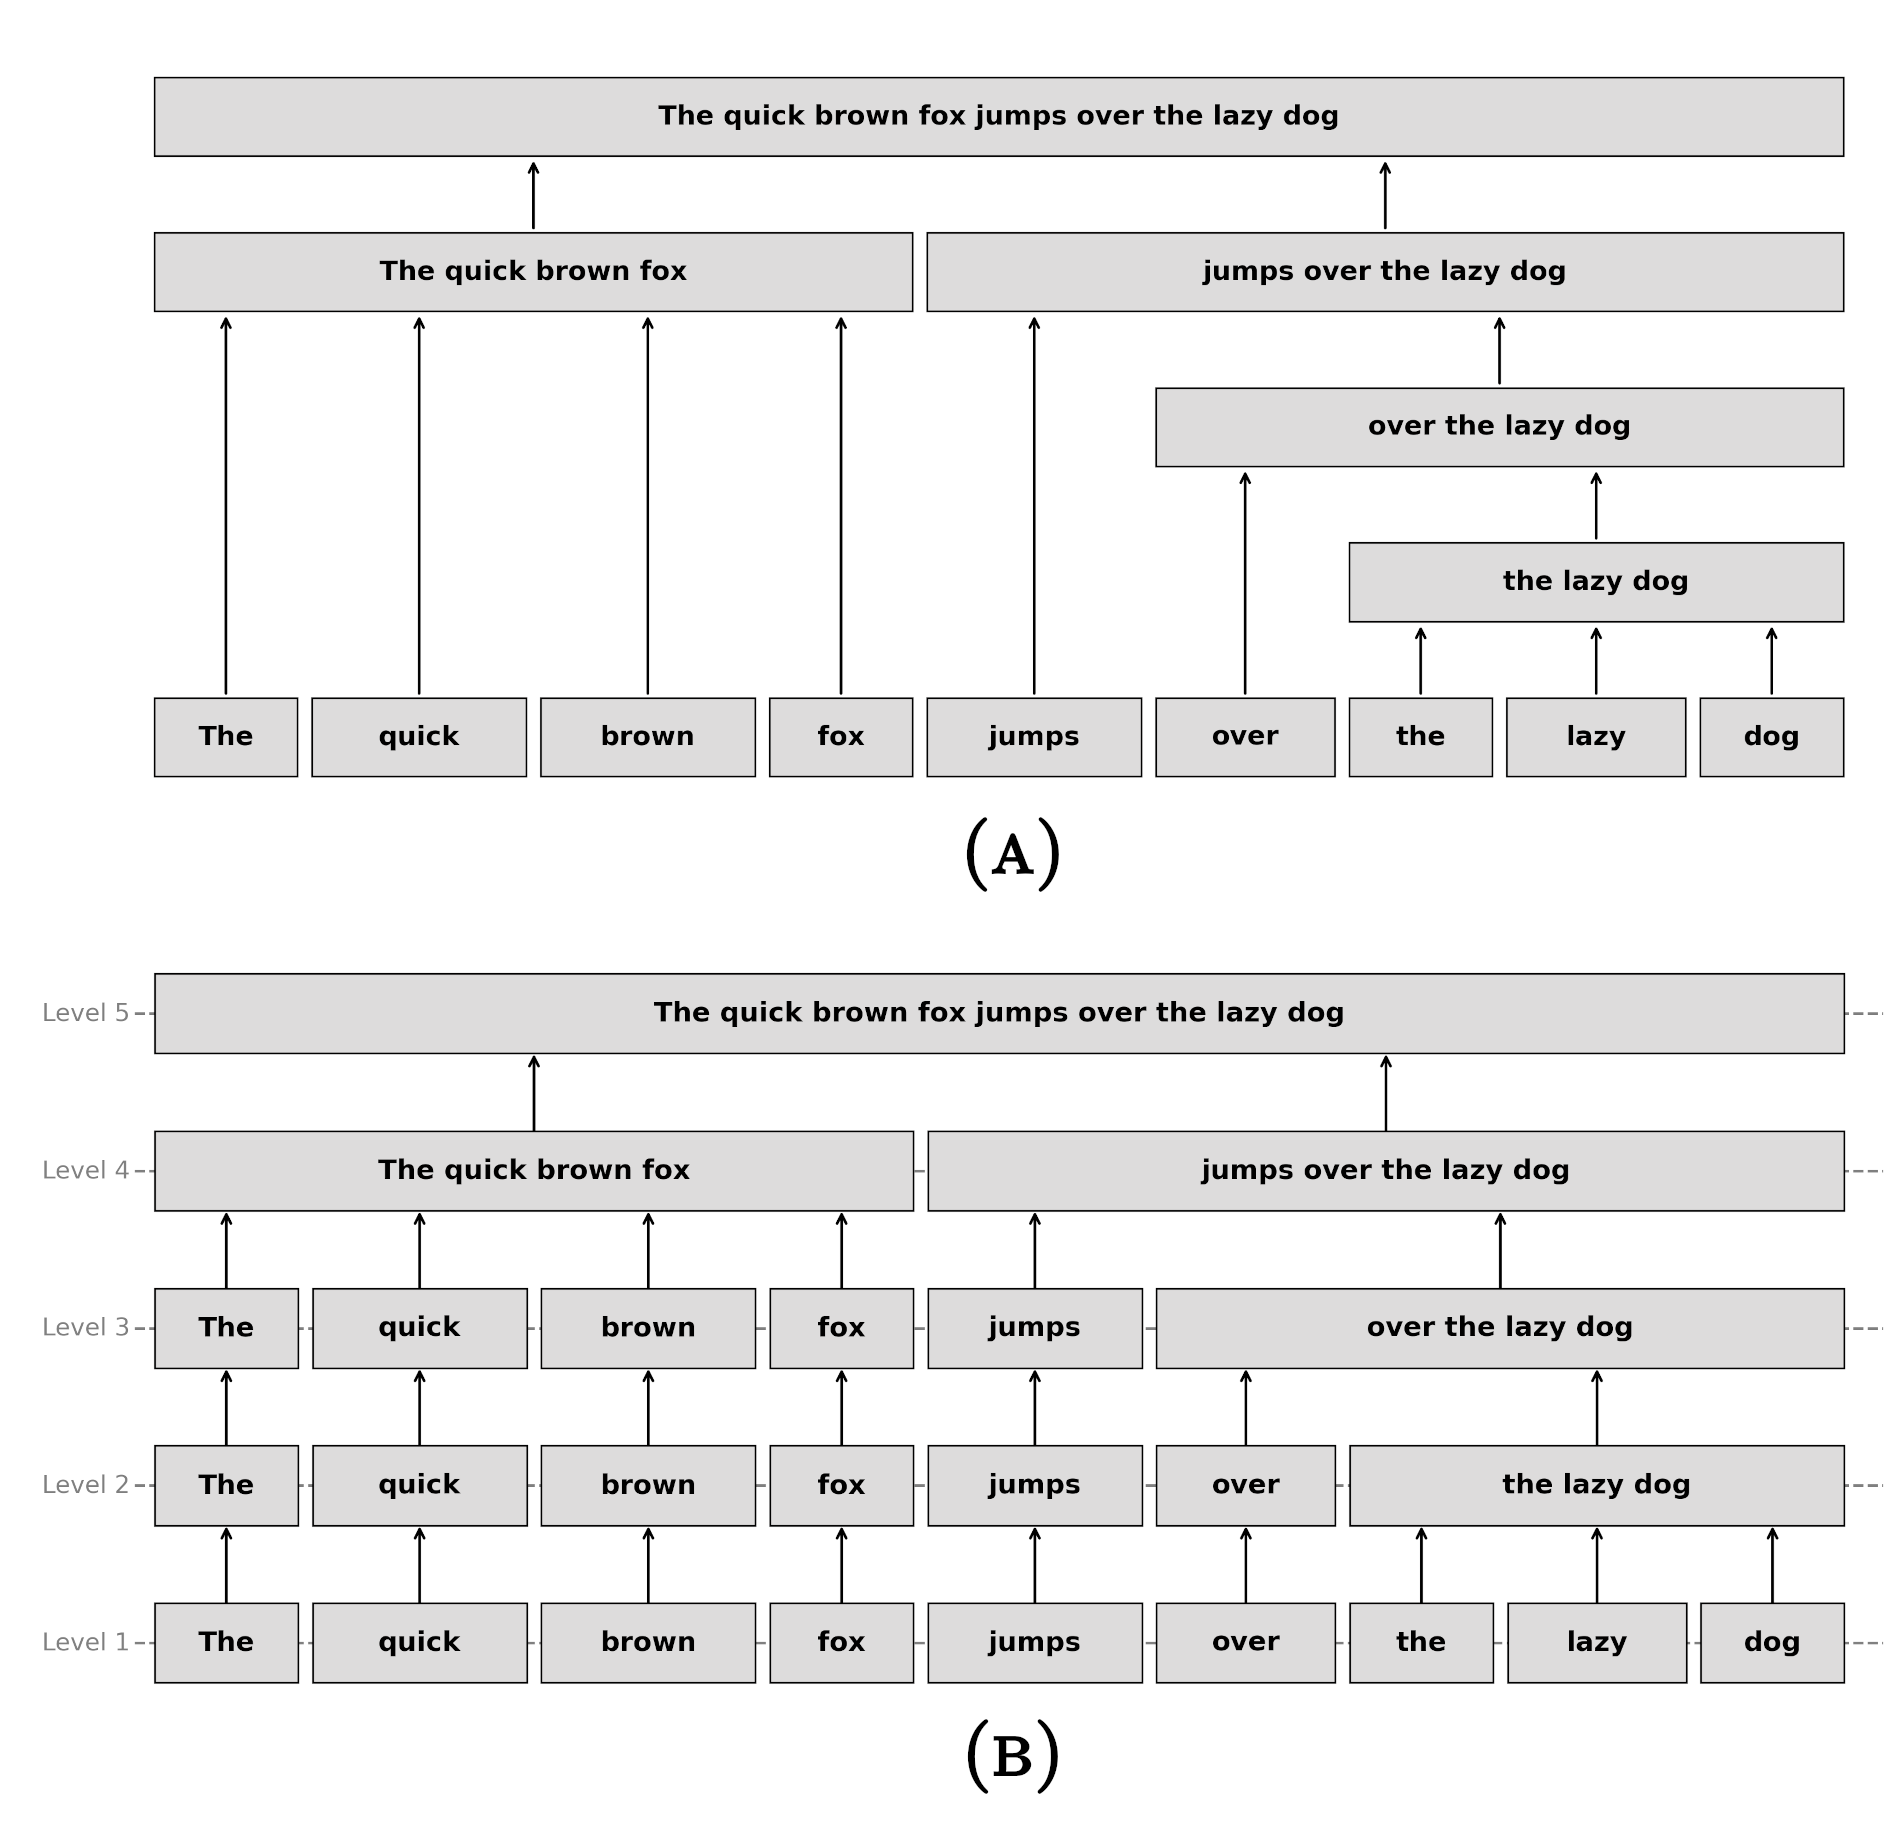 The quick brown fox jumps over the lazy dog
The quick brown fox jumps over the lazy dog
over the lazy dog
the lazy dog
The quick brown fox jumps over the lazy dog
(A)
Level 5 The quick brown fox jumps over the lazy dog
Level 4 The quick brown fox jumps over the lazy dog
Level 3 The quick brown fox jumps over the lazy dog
Level 2 The quick brown fox jumps over the lazy dog
Level 1 The quick brown fox jumps over the lazy dog
(B)